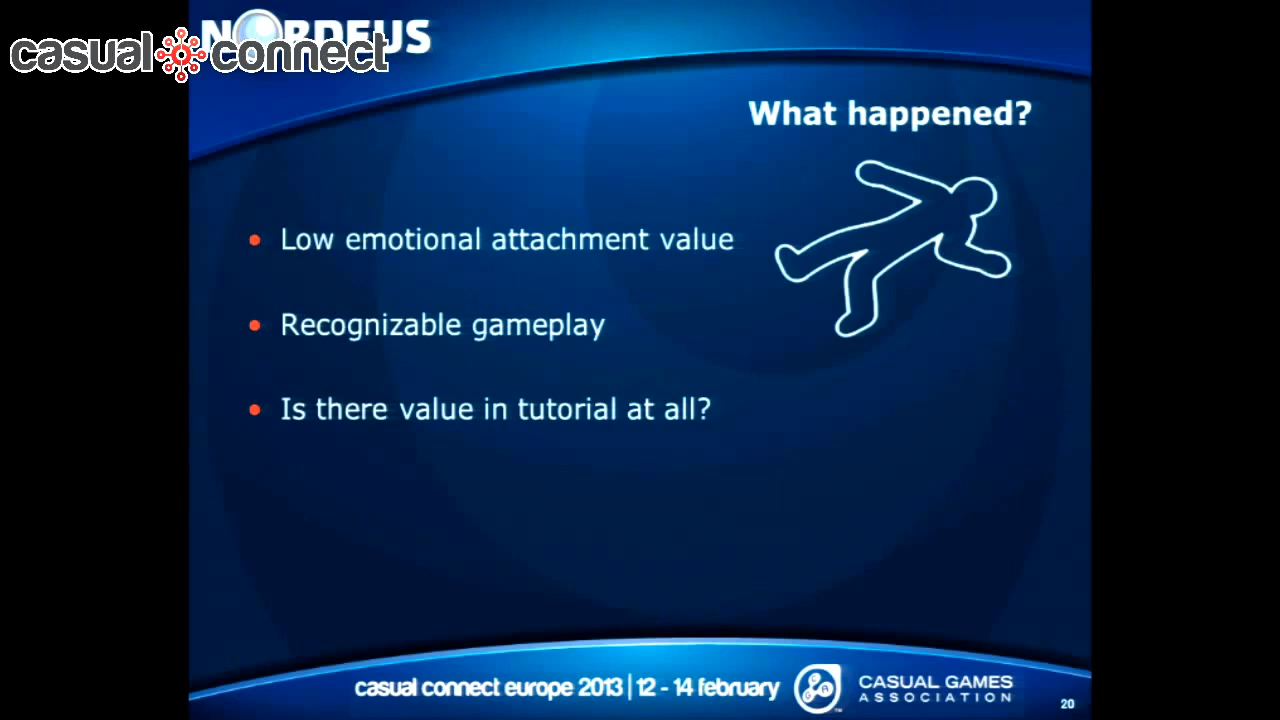 NORDEUS
casual connect
What happened?
Low emotional attachment value
Recognizable gameplay
Is there value in tutorial at all?
casual connect europe 2013 | 12 - 14 february
CASUAL GAMES
ASSOCIATION
20